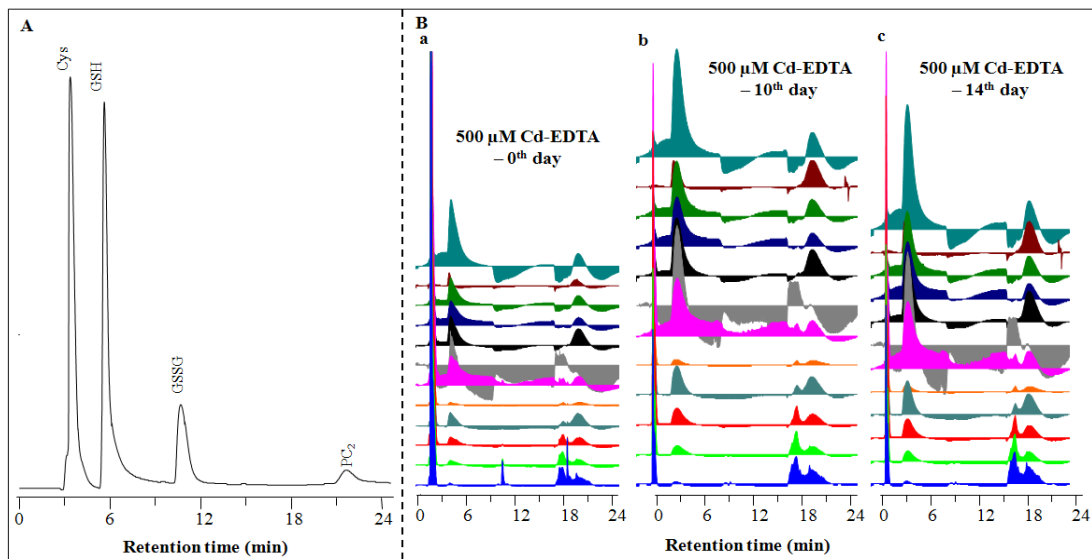 A
Cys
GSH
GSSG
PC2
0 6 12 18 24
Retention time (min)
B
a
500 µM Cd-EDTA
– 0th day
0 6 12 18 24
b
500 µM Cd-EDTA
– 10th day
0 6 12 18 24
Retention time (min)
c
500 µM Cd-EDTA
– 14th day
0 6 12 18 24